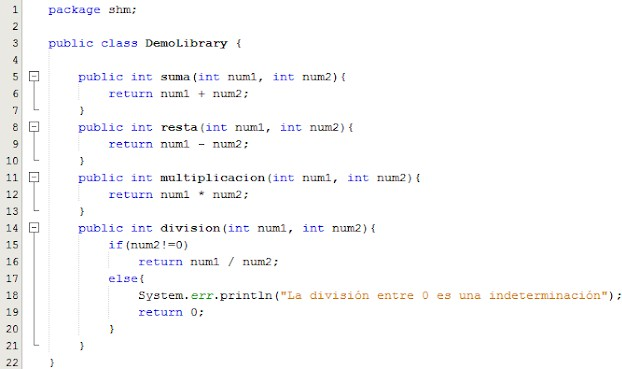 1 package shm;
2
3 public class DemoLibrary {
4
5 public int suma(int num1, int num2){
6 return num1 + num2;
7 }
8 public int resta(int num1, int num2){
9 return num1 - num2;
10 }
11 public int multiplicacion(int num1, int num2){
12 return num1 * num2;
13 }
14 public int division(int num1, int num2){
15 if(num2!=0)
16 return num1 / num2;
17 else{
18 System.err.println("La división entre 0 es una indeterminación");
19 return 0;
20 }
21 }
22 }